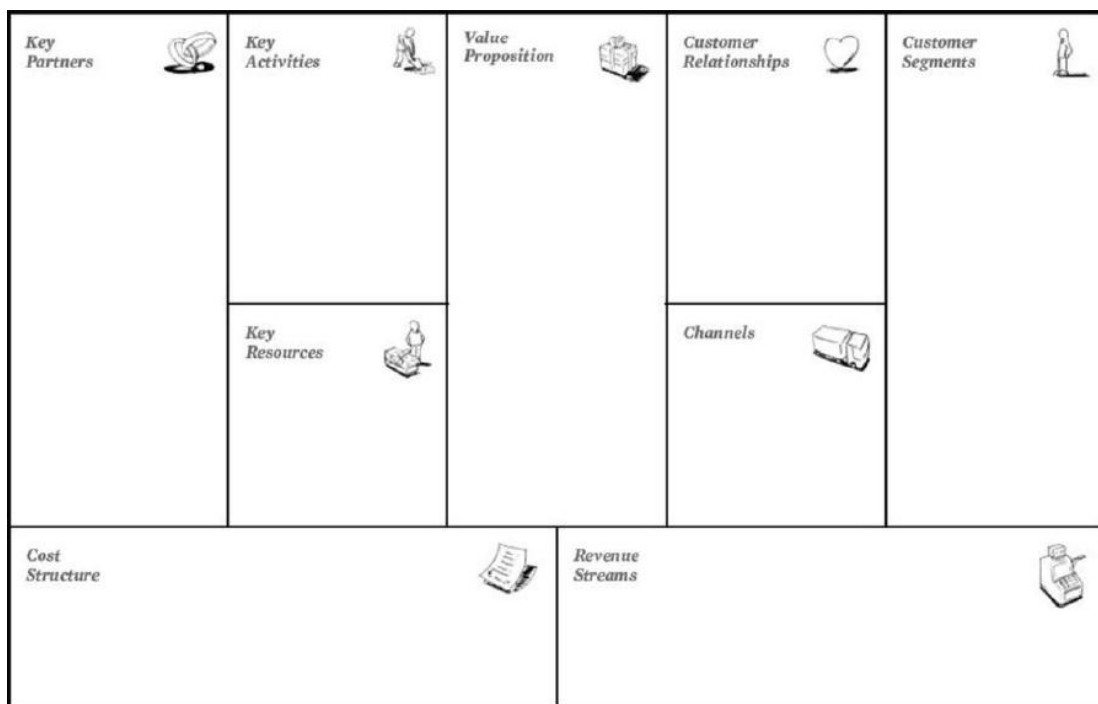 Key
Partners
Key
Activities
Value
Proposition
Customer
Relationships
Customer
Segments
Key
Resources
Channels
Cost
Structure
Revenue
Streams